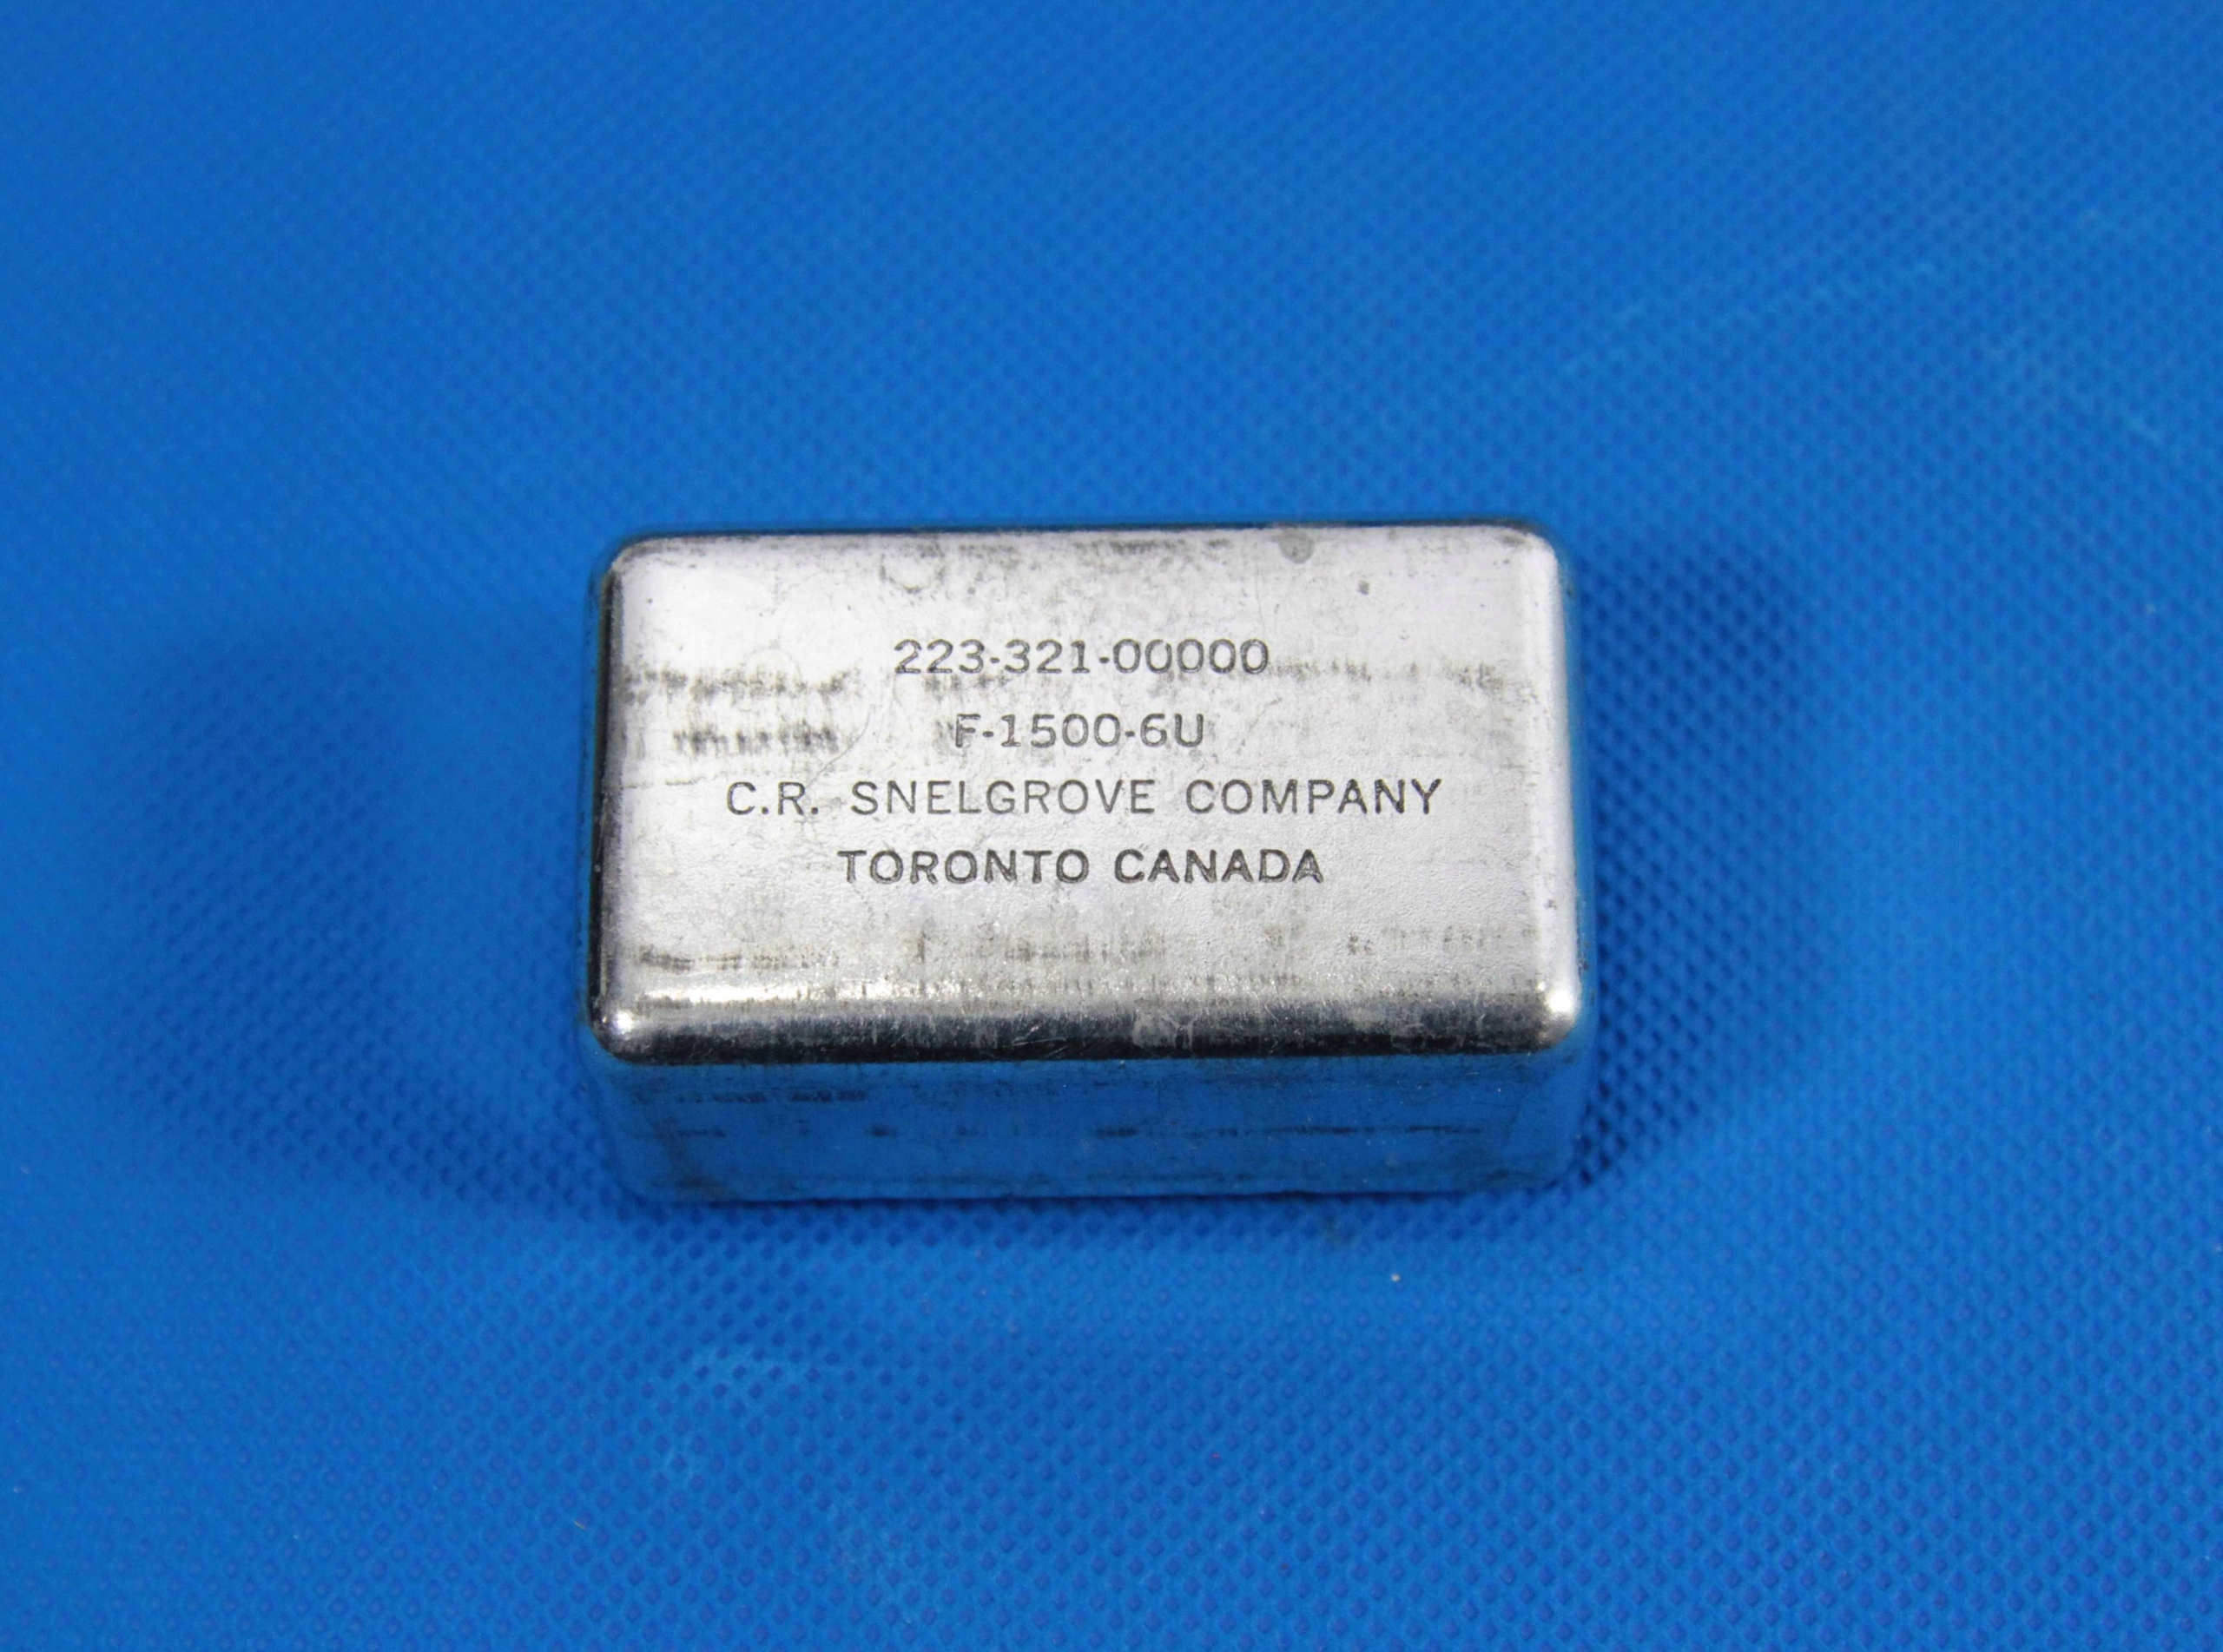 223-321-00000
F-1500-6U
C.R. SNELGROVE COMPANY
TORONTO CANADA